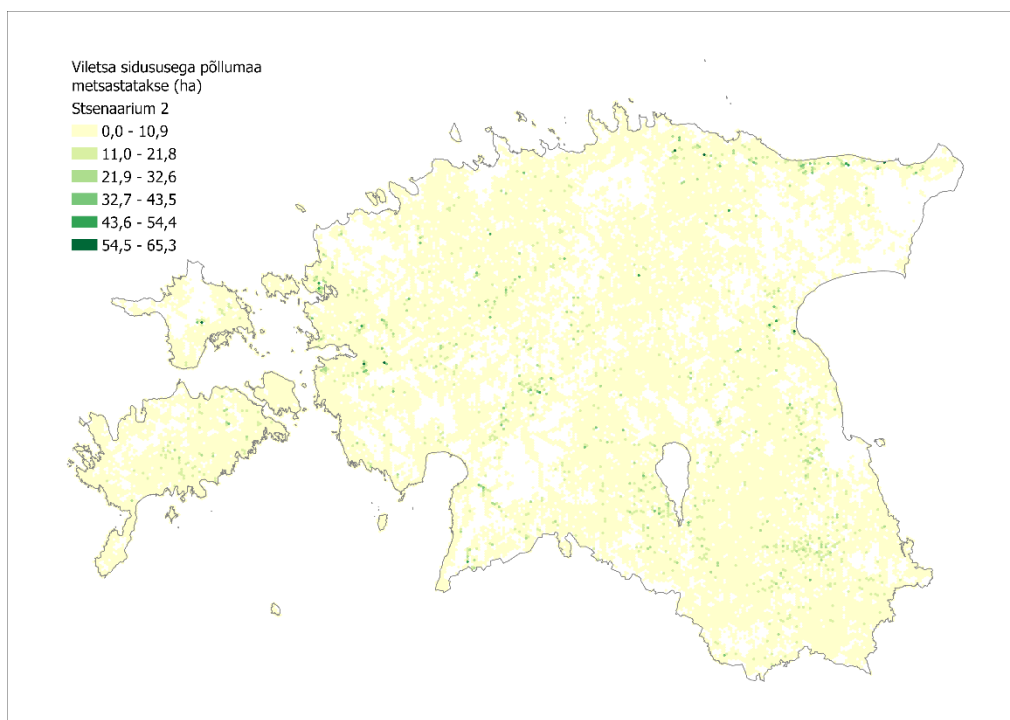 Viletsa sidususega põllumaa
metsastatakse (ha)
Stsenaarium 2
0,0 - 10,9
11,0 - 21,8
21,9 - 32,6
32,7 - 43,5
43,6 - 54,4
54,5 - 65,3